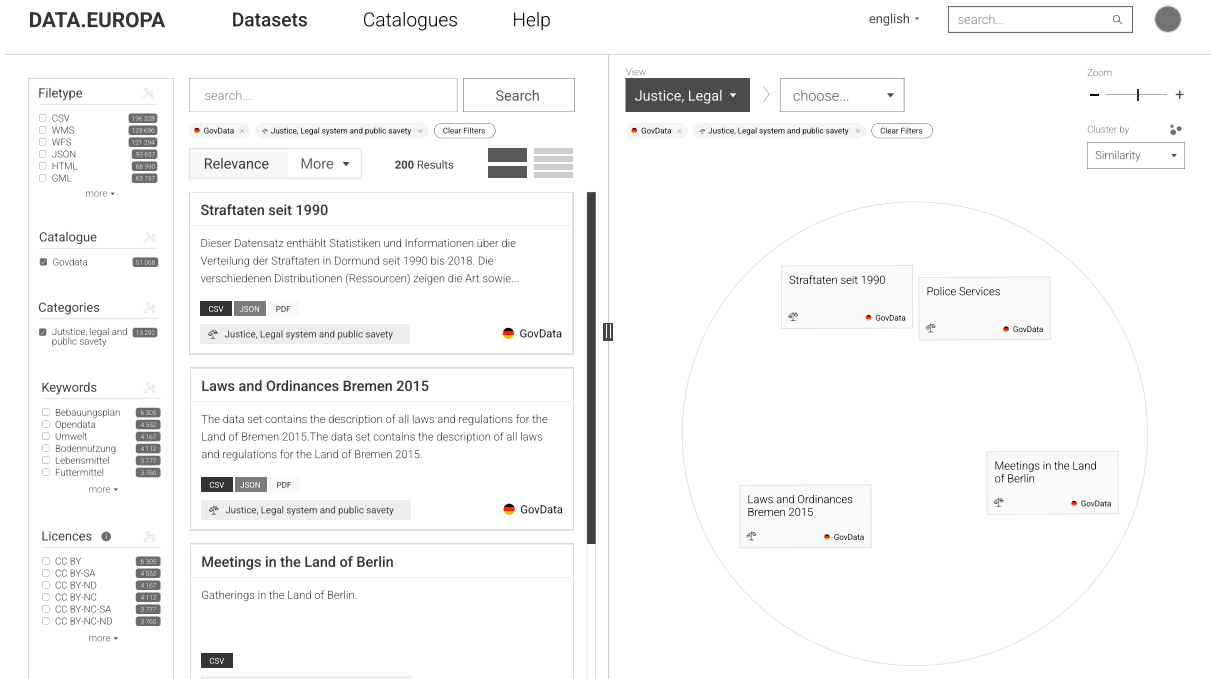 DATA.EUROPA
Datasets
Catalogues
Help
english
search...
Filetype
CSV 196 328
WMS 123 696
WFS 121 294
JSON 93 657
HTML 68 930
GML 63 737
more
Catalogue
Govdata 51 068
Categories
Jutstice, legal and 13 292
public savety
Keywords
Bebauungsplan 6 305
Opendata 4 552
Umwelt 4 167
Bodennutzung 4 112
Lebensmittel 3 777
Futtermittel 3 760
more
Licences
CC BY 6 305
CC BY-SA 4 552
CC BY-ND 4 167
CC BY-NC 4 112
CC BY-NC-SA 3 777
CC BY-NC-ND 3 760
more
search...
Search
GovData ×
Justice, Legal system and public savety ×
Clear Filters
Relevance
More
200 Results
Straftaten seit 1990
Dieser Datensatz enthählt Statistiken und Informationen über die
Verteilung der Straftaten in Dormund seit 1990 bis 2018. Die
verschiedenen Distributionen (Ressourcen) zeigen die Art sowie...
CSV JSON PDF
Justice, Legal system and public savety
GovData
Laws and Ordinances Bremen 2015
The data set contains the description of all laws and regulations for the
Land of Bremen 2015.The data set contains the description of all laws
and regulations for the Land of Bremen 2015.
CSV JSON PDF
Justice, Legal system and public savety
GovData
Meetings in the Land of Berlin
Gatherings in the Land of Berlin.
CSV
View
Justice, Legal
choose...
GovData ×
Justice, Legal system and public savety ×
Clear Filters
Zoom
Cluster by
Similarity
Straftaten seit 1990
GovData
Police Services
GovData
Meetings in the Land
of Berlin
GovData
Laws and Ordinances
Bremen 2015
GovData